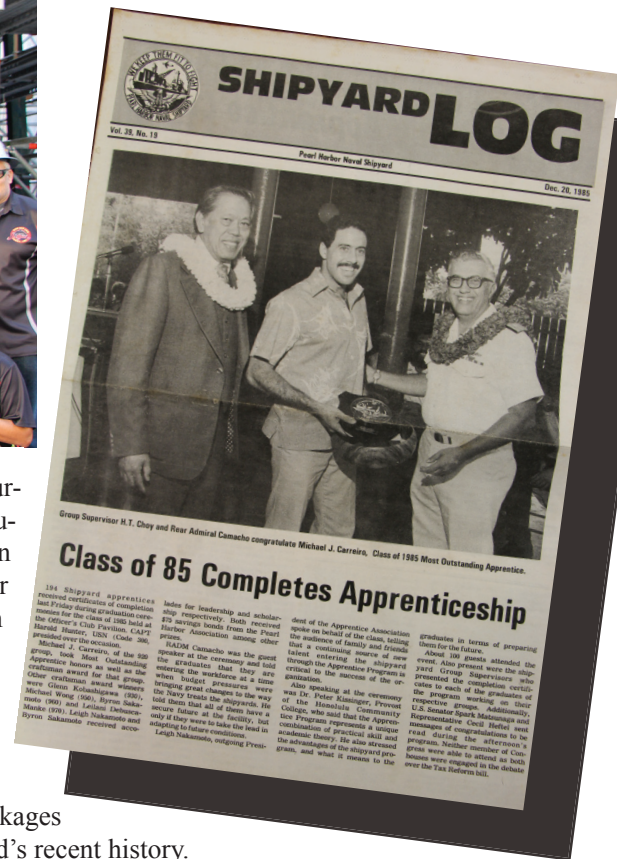 WE KEEP THEM FIT TO FIGHT
PEARL HARBOR NAVAL SHIPYARD
SHIPYARD LOG
Vol. 39, No. 19
Pearl Harbor Naval Shipyard
Dec. 20, 1985
Group Supervisor H.T. Choy and Rear Admiral Camacho congratulate Michael J. Carreiro, Class of 1985 Most Outstanding Apprentice.
Class of 85 Completes Apprenticeship
194 Shipyard apprentices
received certificates of completion
last Friday during graduation cere-
monies for the class of 1985 held at
the Officer's Club Pavilion. CAPT
Harold Hunter, USN (Code 300,
presided over the occasion.
Michael J. Carreiro, of the 920
group, took Most Outstanding
Apprentice honors as well as the
craftsman award for that group.
Other craftsman award winners
were Glenn Kobashigawa (930),
Michael Wong (950), Byron Saka-
moto (960) and Leilani Debusca-
Manke (970). Leigh Nakamoto and
Byron Sakamoto received acco-
lades for leadership and scholar-
ship respectively. Both received
$75 savings bonds from the Pearl
Harbor Association among other
prizes.
RADM Camacho was the guest
speaker at the ceremony and told
the graduates that they are
entering the workforce at a time
when budget pressures were
bringing great changes to the way
the Navy treats the shipyards. He
told them that all of them have a
secure future at the facility, but
only if they were to take the lead in
adapting to future conditions.
Leigh Nakamoto, outgoing Presi-
dent of the Apprentice Association
spoke on behalf of the class, telling
the audience of family and friends
that a continuing source of new
talent entering the shipyard
through the Apprentice Program is
critical to the success of the or-
ganization.
Also speaking at the ceremony
was Dr. Peter Kissinger, Provost
of the Honolulu Community
College, who said that the Appren-
tice Program represents a unique
combination of practical skill and
academic theory. He also stressed
the advantages of the shipyard pro-
gram, and what it means to the
graduates in terms of preparing
them for the future.
About 100 guests attended the
event. Also present were the ship-
yard Group Supervisors who
presented the completion certifi-
cates to each of the graduates of
the program working on their
respective groups. Additionally,
U.S. Senator Spark Matsunaga and
Representative Cecil Heftel sent
messages of congratulations to be
read during the afternoon's
program. Neither member of Con-
gress were able to attend as both
houses were engaged in the debate
over the Tax Reform bill.
ur-
u-
n
r
kages
d's recent history.